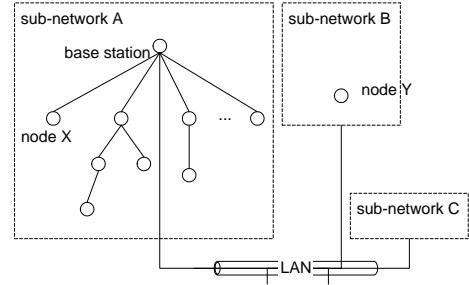 sub-network A
sub-network B
base station
node Y
...
node X
sub-network C
LAN